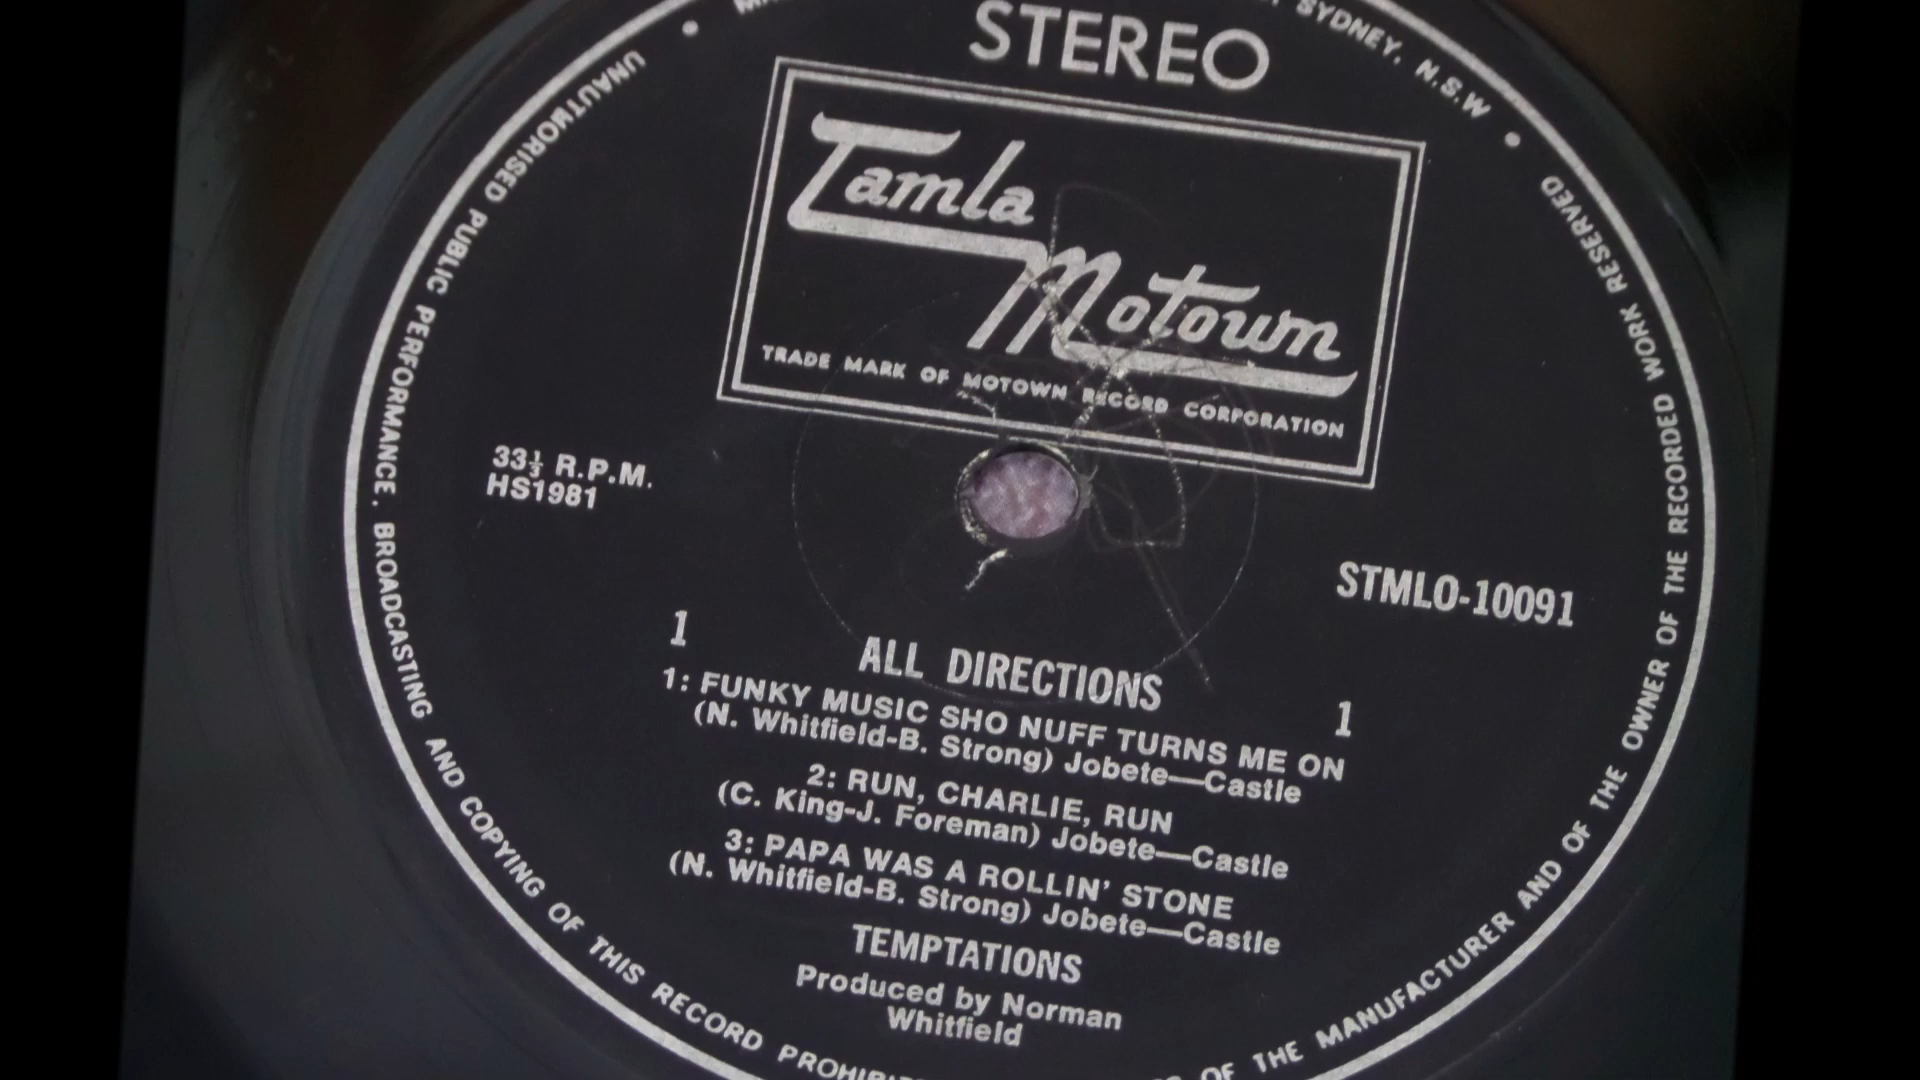 STEREO
Tamla
Motown
TRADE MARK OF MOTOWN RECORD CORPORATION
33⅓ R.P.M.
HS1981
STMLO-10091
1
1
ALL DIRECTIONS
1: FUNKY MUSIC SHO NUFF TURNS ME ON
(N. Whitfield-B. Strong) Jobete—Castle
2: RUN, CHARLIE, RUN
(C. King-J. Foreman) Jobete—Castle
3: PAPA WAS A ROLLIN' STONE
(N. Whitfield-B. Strong) Jobete—Castle
TEMPTATIONS
Produced by Norman
Whitfield
SYDNEY, N.S.W •
• UNAUTHORISED PUBLIC PERFORMANCE. BROADCASTING AND COPYING OF THIS RECORD
OF THE MANUFACTURER AND OF THE OWNER OF THE RECORDED WORK RESERVED